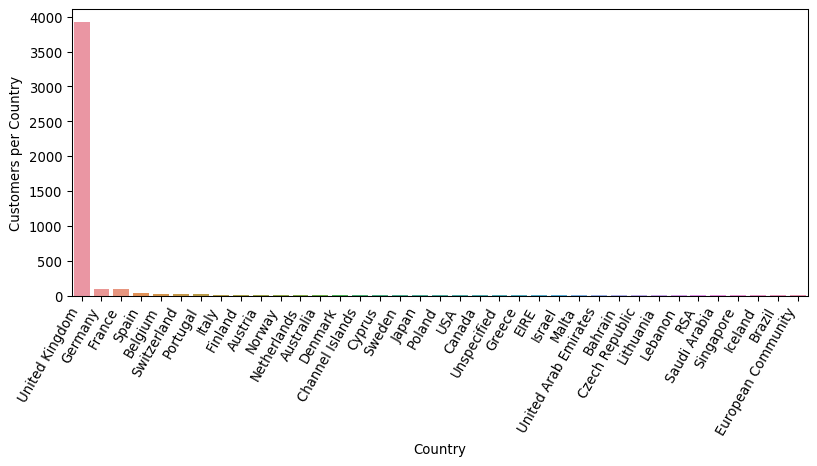 4000
3500
3000
2500
2000
1500
1000
500
0
Customers per Country
United Kingdom
Germany
France
Spain
Belgium
Switzerland
Portugal
Italy
Finland
Austria
Norway
Netherlands
Australia
Denmark
Channel Islands
Cyprus
Sweden
Japan
Poland
USA
Canada
Unspecified
Greece
EIRE
Israel
Malta
United Arab Emirates
Bahrain
Czech Republic
Lithuania
Lebanon
RSA
Saudi Arabia
Singapore
Iceland
Brazil
European Community
Country